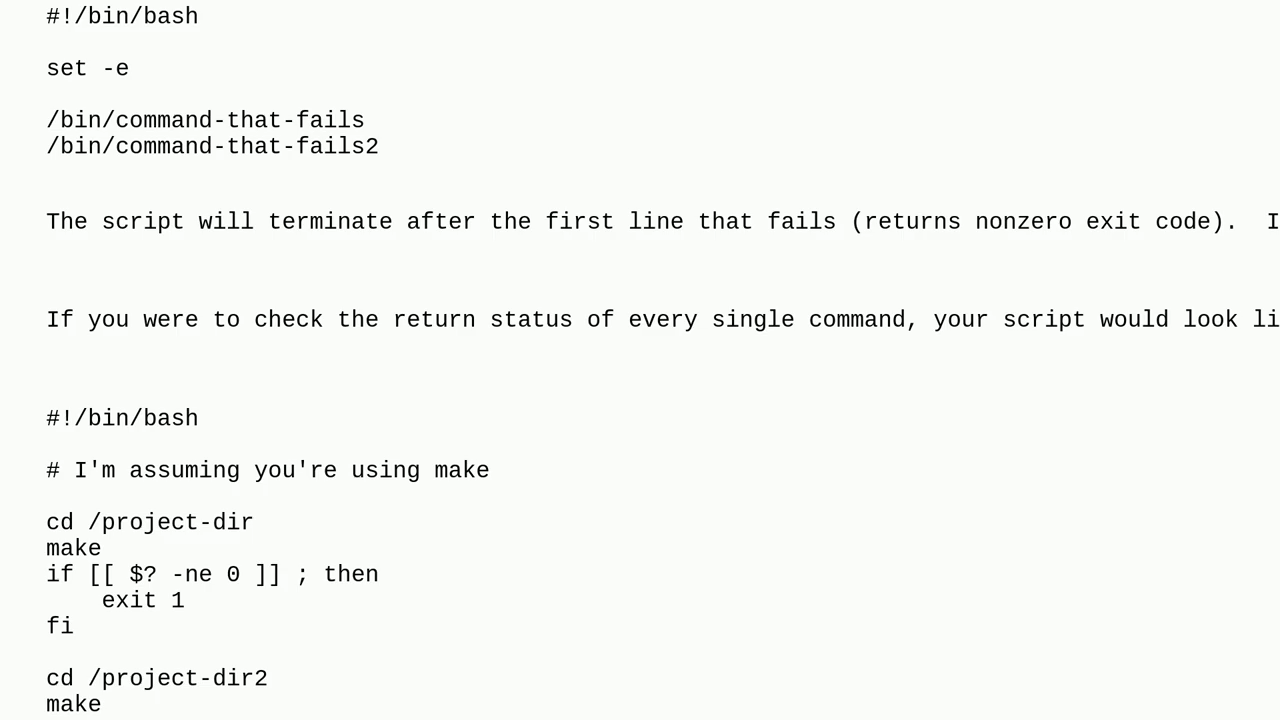 #!/bin/bash
set -e
/bin/command-that-fails
/bin/command-that-fails2
The script will terminate after the first line that fails (returns nonzero exit code).  I
If you were to check the return status of every single command, your script would look li
#!/bin/bash
# I'm assuming you're using make
cd /project-dir
make
if [[ $? -ne 0 ]] ; then
    exit 1
fi
cd /project-dir2
make